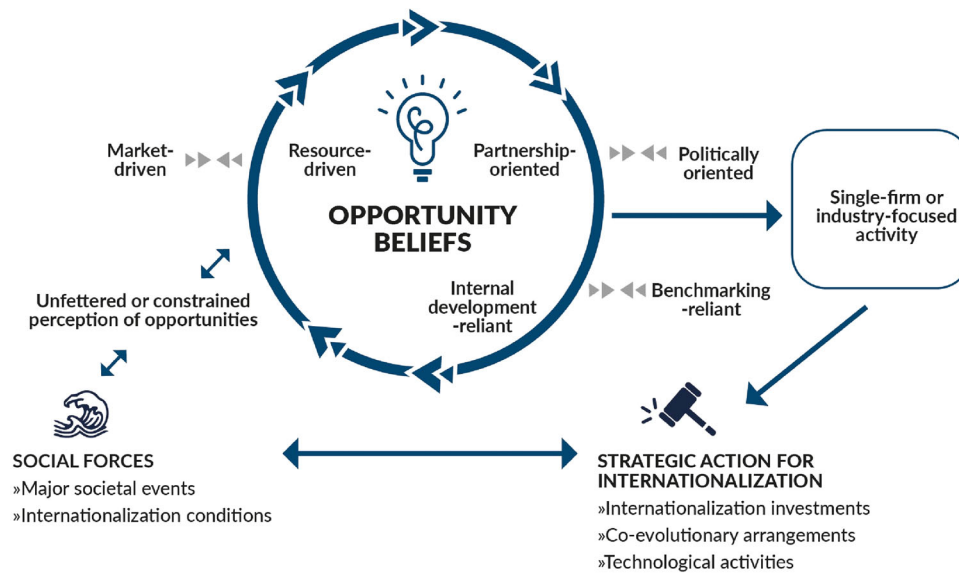 Market-
driven
Resource-
driven
Partnership-
oriented
Politically
oriented
Single-firm or
industry-focused
activity
OPPORTUNITY
BELIEFS
Unfettered or constrained
perception of opportunities
Internal
development
-reliant
Benchmarking
-reliant
SOCIAL FORCES
»Major societal events
»Internationalization conditions
STRATEGIC ACTION FOR
INTERNATIONALIZATION
»Internationalization investments
»Co-evolutionary arrangements
»Technological activities